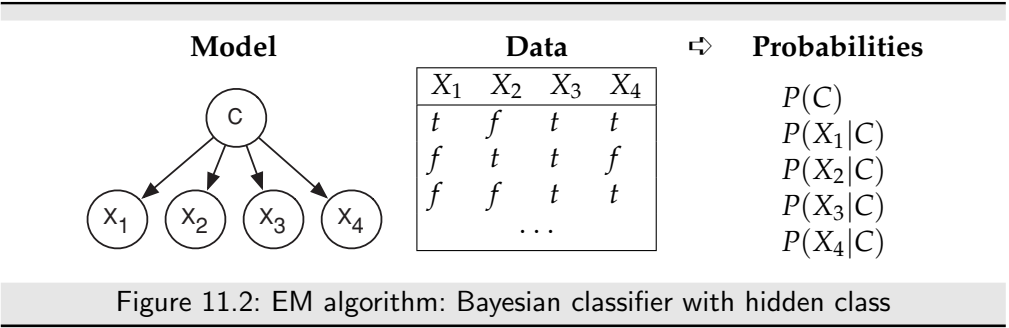 Model Data ➪ Probabilities
X1 X2 X3 X4
t f t t
f t t f
f f t t
. . .
C
X1 X2 X3 X4
P(C)
P(X1|C)
P(X2|C)
P(X3|C)
P(X4|C)
Figure 11.2: EM algorithm: Bayesian classifier with hidden class